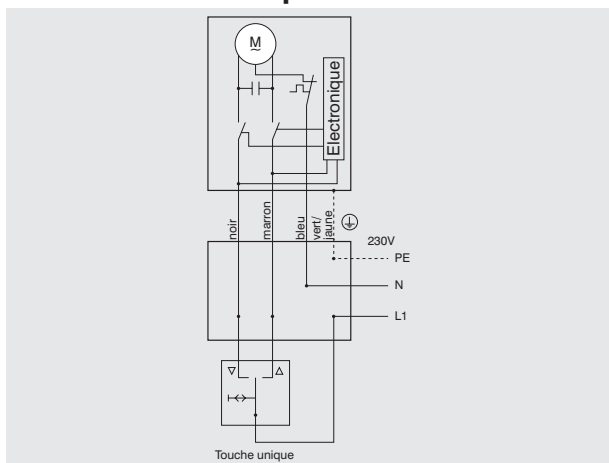 M
~
Electronique
noir
marron
bleu
vert/
jaune
230V
PE
N
L1
Touche unique